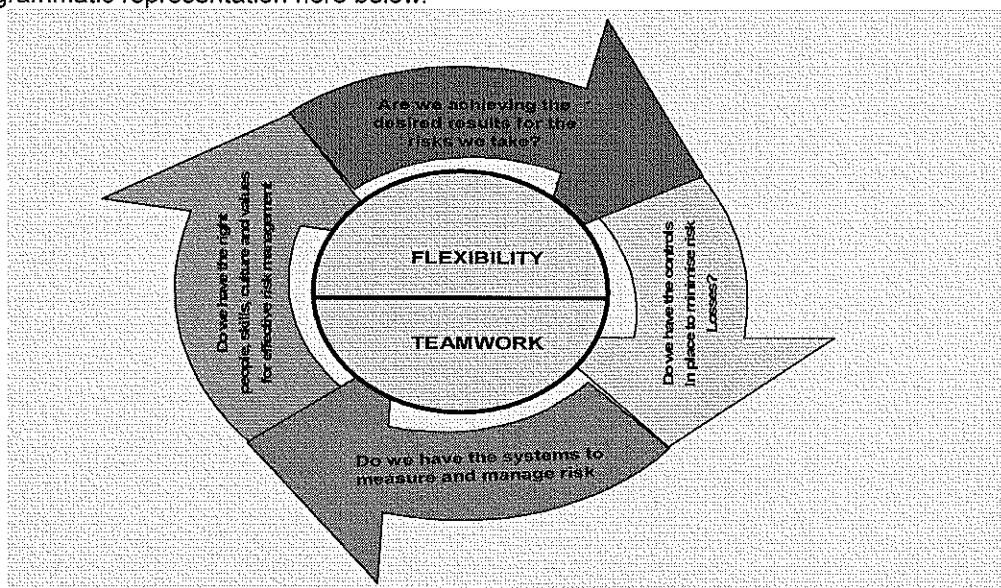 grammatic representation here below.
Are we achieving the
desired results for the
risks we take?
Do we have the controls
In place to minimise risk
Losses?
Do we have the systems to
measure and manage risk
Do we have the right
people, skills, culture and values
for effective risk management
FLEXIBILITY
TEAMWORK